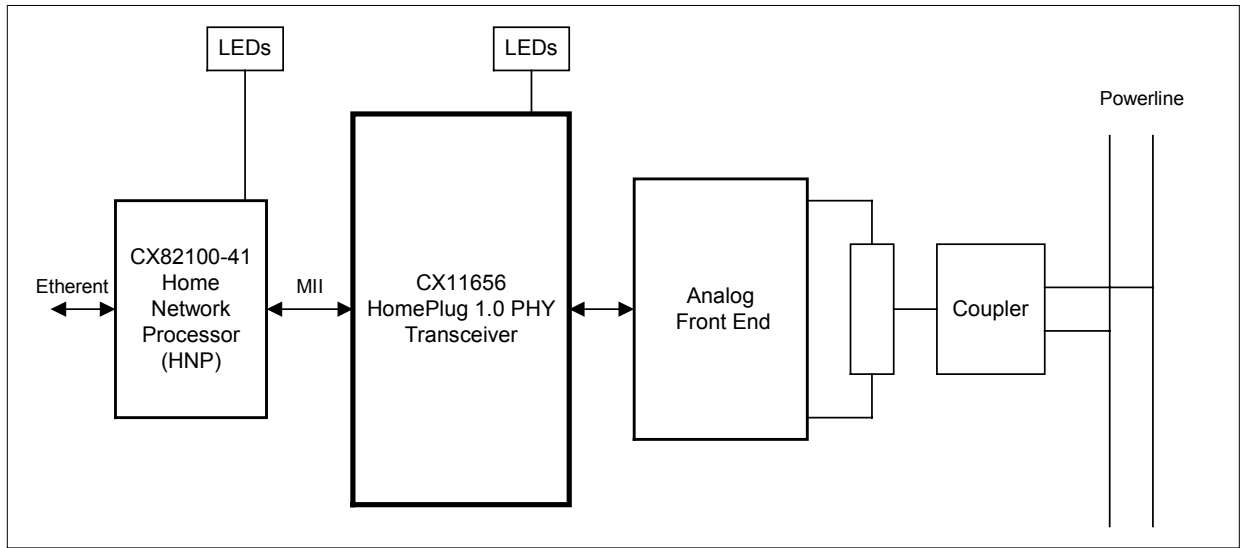 LEDs
LEDs
Powerline
Etherent
CX82100-41
Home
Network
Processor
(HNP)
MII
CX11656
HomePlug 1.0 PHY
Transceiver
Analog
Front End
Coupler